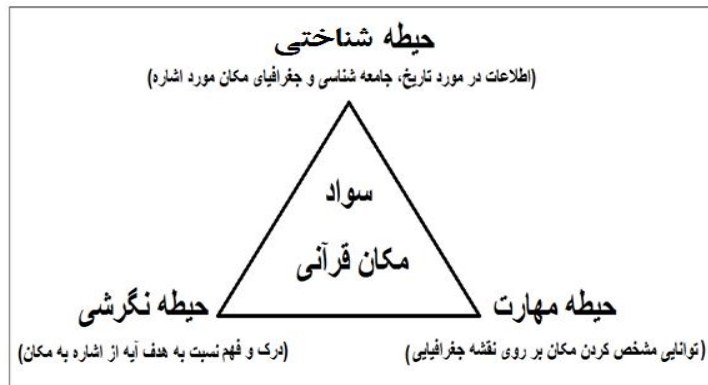 حیطه شناختی
(اطلاعات در مورد تاریخ، جامعه شناسی و جغرافیای مکان مورد اشاره)
سواد
مکان قرآنی
حیطه مهارت
(توانایی مشخص کردن مکان بر روی نقشه جغرافیایی)
حیطه نگرشی
(درک و فهم نسبت به هدف آیه از اشاره به مکان)